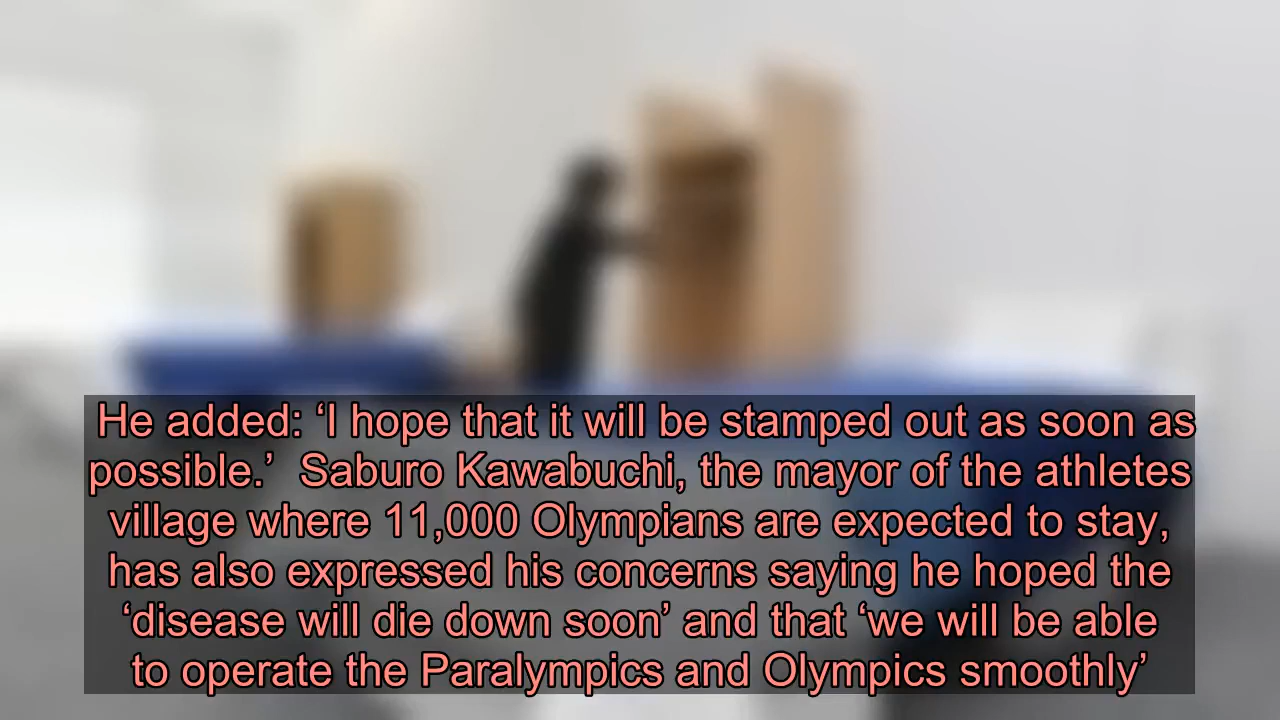 He added: ‘I hope that it will be stamped out as soon as
possible.’  Saburo Kawabuchi, the mayor of the athletes
village where 11,000 Olympians are expected to stay,
has also expressed his concerns saying he hoped the
‘disease will die down soon’ and that ‘we will be able
to operate the Paralympics and Olympics smoothly’